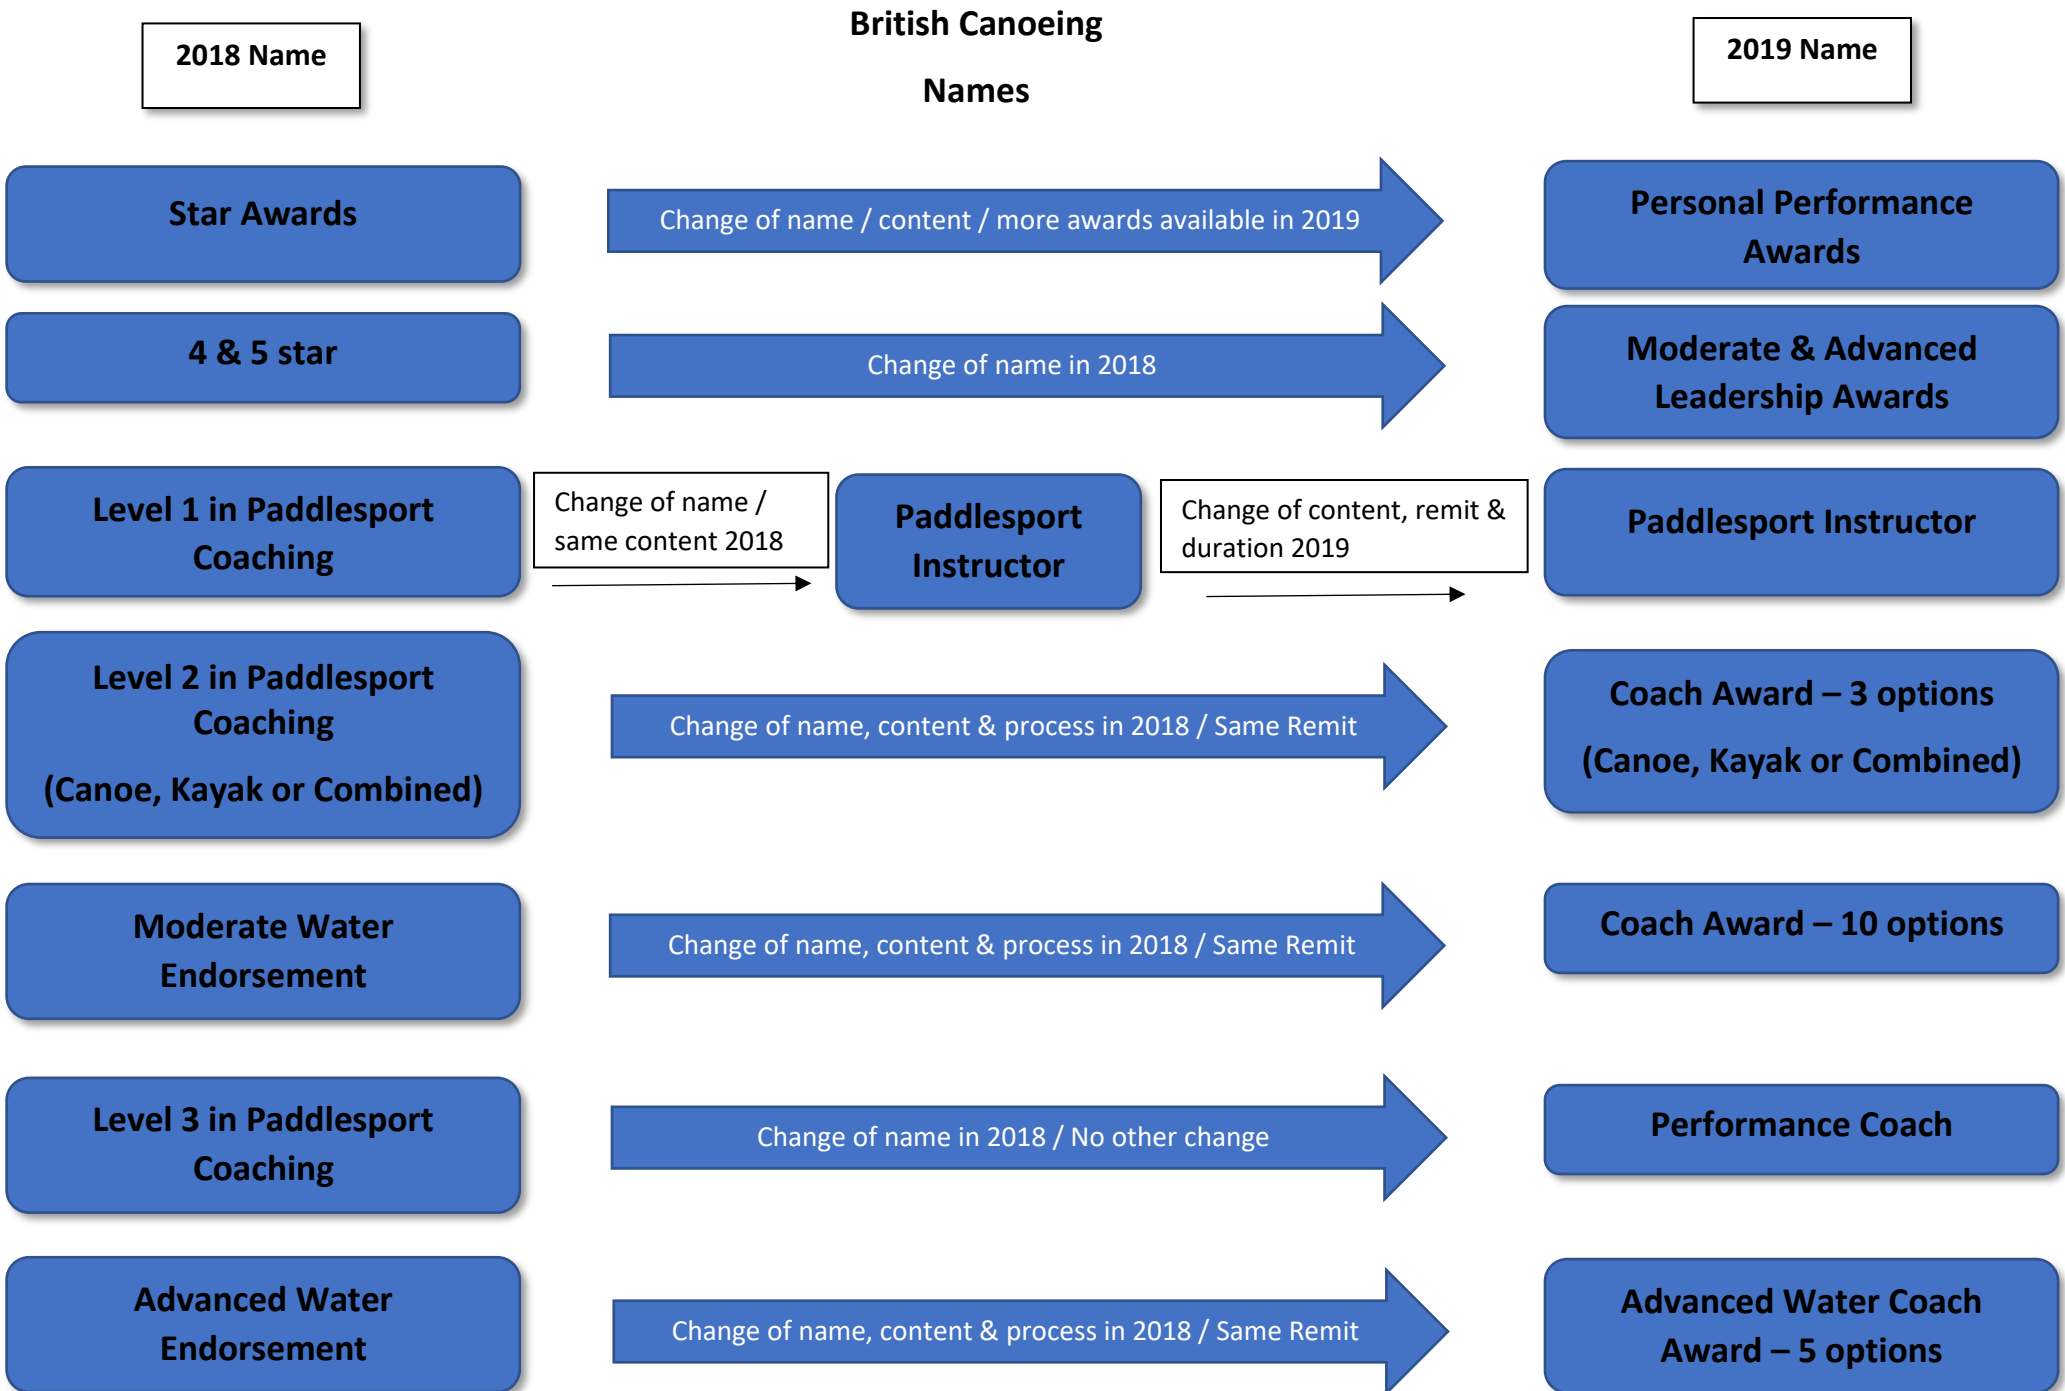 British Canoeing
Names
2018 Name
2019 Name
Star Awards
Change of name / content / more awards available in 2019
Personal Performance
Awards
4 & 5 star
Change of name in 2018
Moderate & Advanced
Leadership Awards
Level 1 in Paddlesport
Coaching
Change of name /
same content 2018
Paddlesport
Instructor
Change of content, remit &
duration 2019
Paddlesport Instructor
Level 2 in Paddlesport
Coaching
(Canoe, Kayak or Combined)
Change of name, content & process in 2018 / Same Remit
Coach Award – 3 options
(Canoe, Kayak or Combined)
Moderate Water
Endorsement
Change of name, content & process in 2018 / Same Remit
Coach Award – 10 options
Level 3 in Paddlesport
Coaching
Change of name in 2018 / No other change
Performance Coach
Advanced Water
Endorsement
Change of name, content & process in 2018 / Same Remit
Advanced Water Coach
Award – 5 options